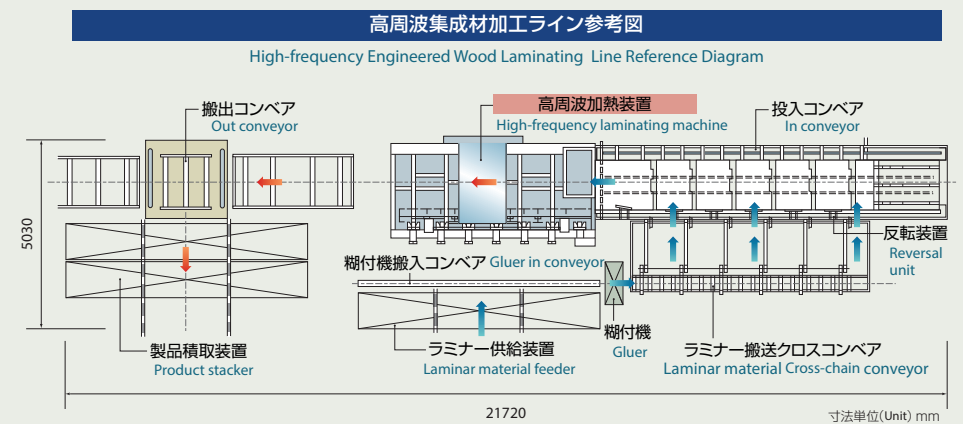 高周波集成材加工ライン参考図
High-frequency Engineered Wood Laminating Line Reference Diagram
搬出コンベア
Out conveyor
高周波加熱装置
High-frequency laminating machine
投入コンベア
In conveyor
5030
反転装置
Reversal
unit
糊付機搬入コンベア Gluer in conveyor
製品積取装置
Product stacker
ラミナー供給装置
Laminar material feeder
糊付機
Gluer
ラミナー搬送クロスコンベア
Laminar material Cross-chain conveyor
21720
寸法単位(Unit) mm